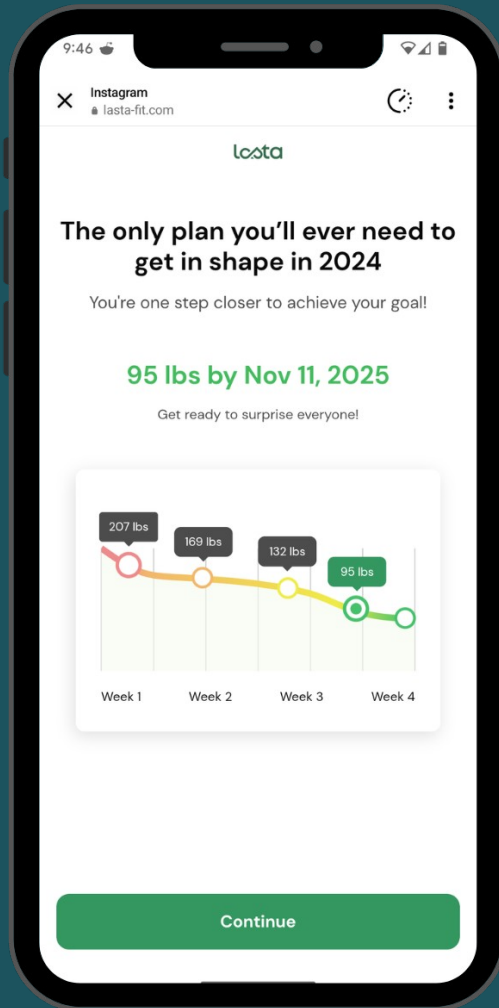 9:46
Instagram
lasta-fit.com
lasta
The only plan you’ll ever need to
get in shape in 2024
You're one step closer to achieve your goal!
95 lbs by Nov 11, 2025
Get ready to surprise everyone!
207 lbs
169 lbs
132 lbs
95 lbs
Week 1
Week 2
Week 3
Week 4
Continue